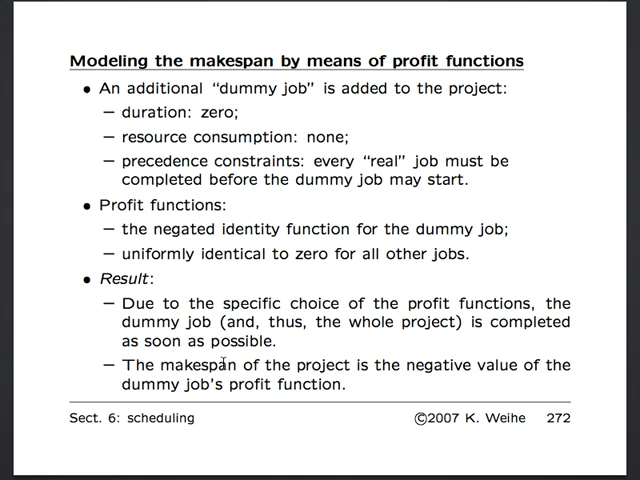 Modeling the makespan by means of profit functions
• An additional “dummy job” is added to the project:
– duration: zero;
– resource consumption: none;
– precedence constraints: every “real” job must be
completed before the dummy job may start.
• Profit functions:
– the negated identity function for the dummy job;
– uniformly identical to zero for all other jobs.
• Result:
– Due to the specific choice of the profit functions, the
dummy job (and, thus, the whole project) is completed
as soon as possible.
– The makespan of the project is the negative value of the
dummy job’s profit function.
Sect. 6: scheduling ©2007 K. Weihe 272